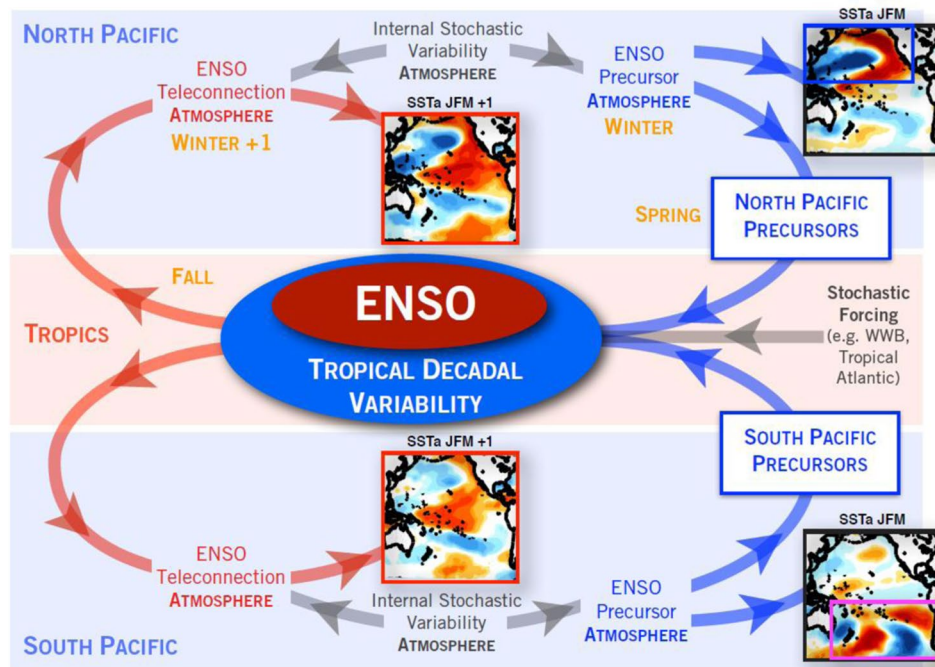 NORTH PACIFIC
Internal Stochastic
Variability
ATMOSPHERE
ENSO
Teleconnection
ATMOSPHERE
WINTER +1
SSTa JFM +1
ENSO
Precursor
ATMOSPHERE
WINTER
SSTa JFM
SPRING
NORTH PACIFIC
PRECURSORS
FALL
TROPICS
ENSO
TROPICAL DECADAL
VARIABILITY
Stochastic
Forcing
(e.g. WWB,
Tropical
Atlantic)
SOUTH PACIFIC
PRECURSORS
SSTa JFM +1
SSTa JFM
ENSO
Teleconnection
ATMOSPHERE
Internal Stochastic
Variability
ATMOSPHERE
ENSO
Precursor
ATMOSPHERE
SOUTH PACIFIC